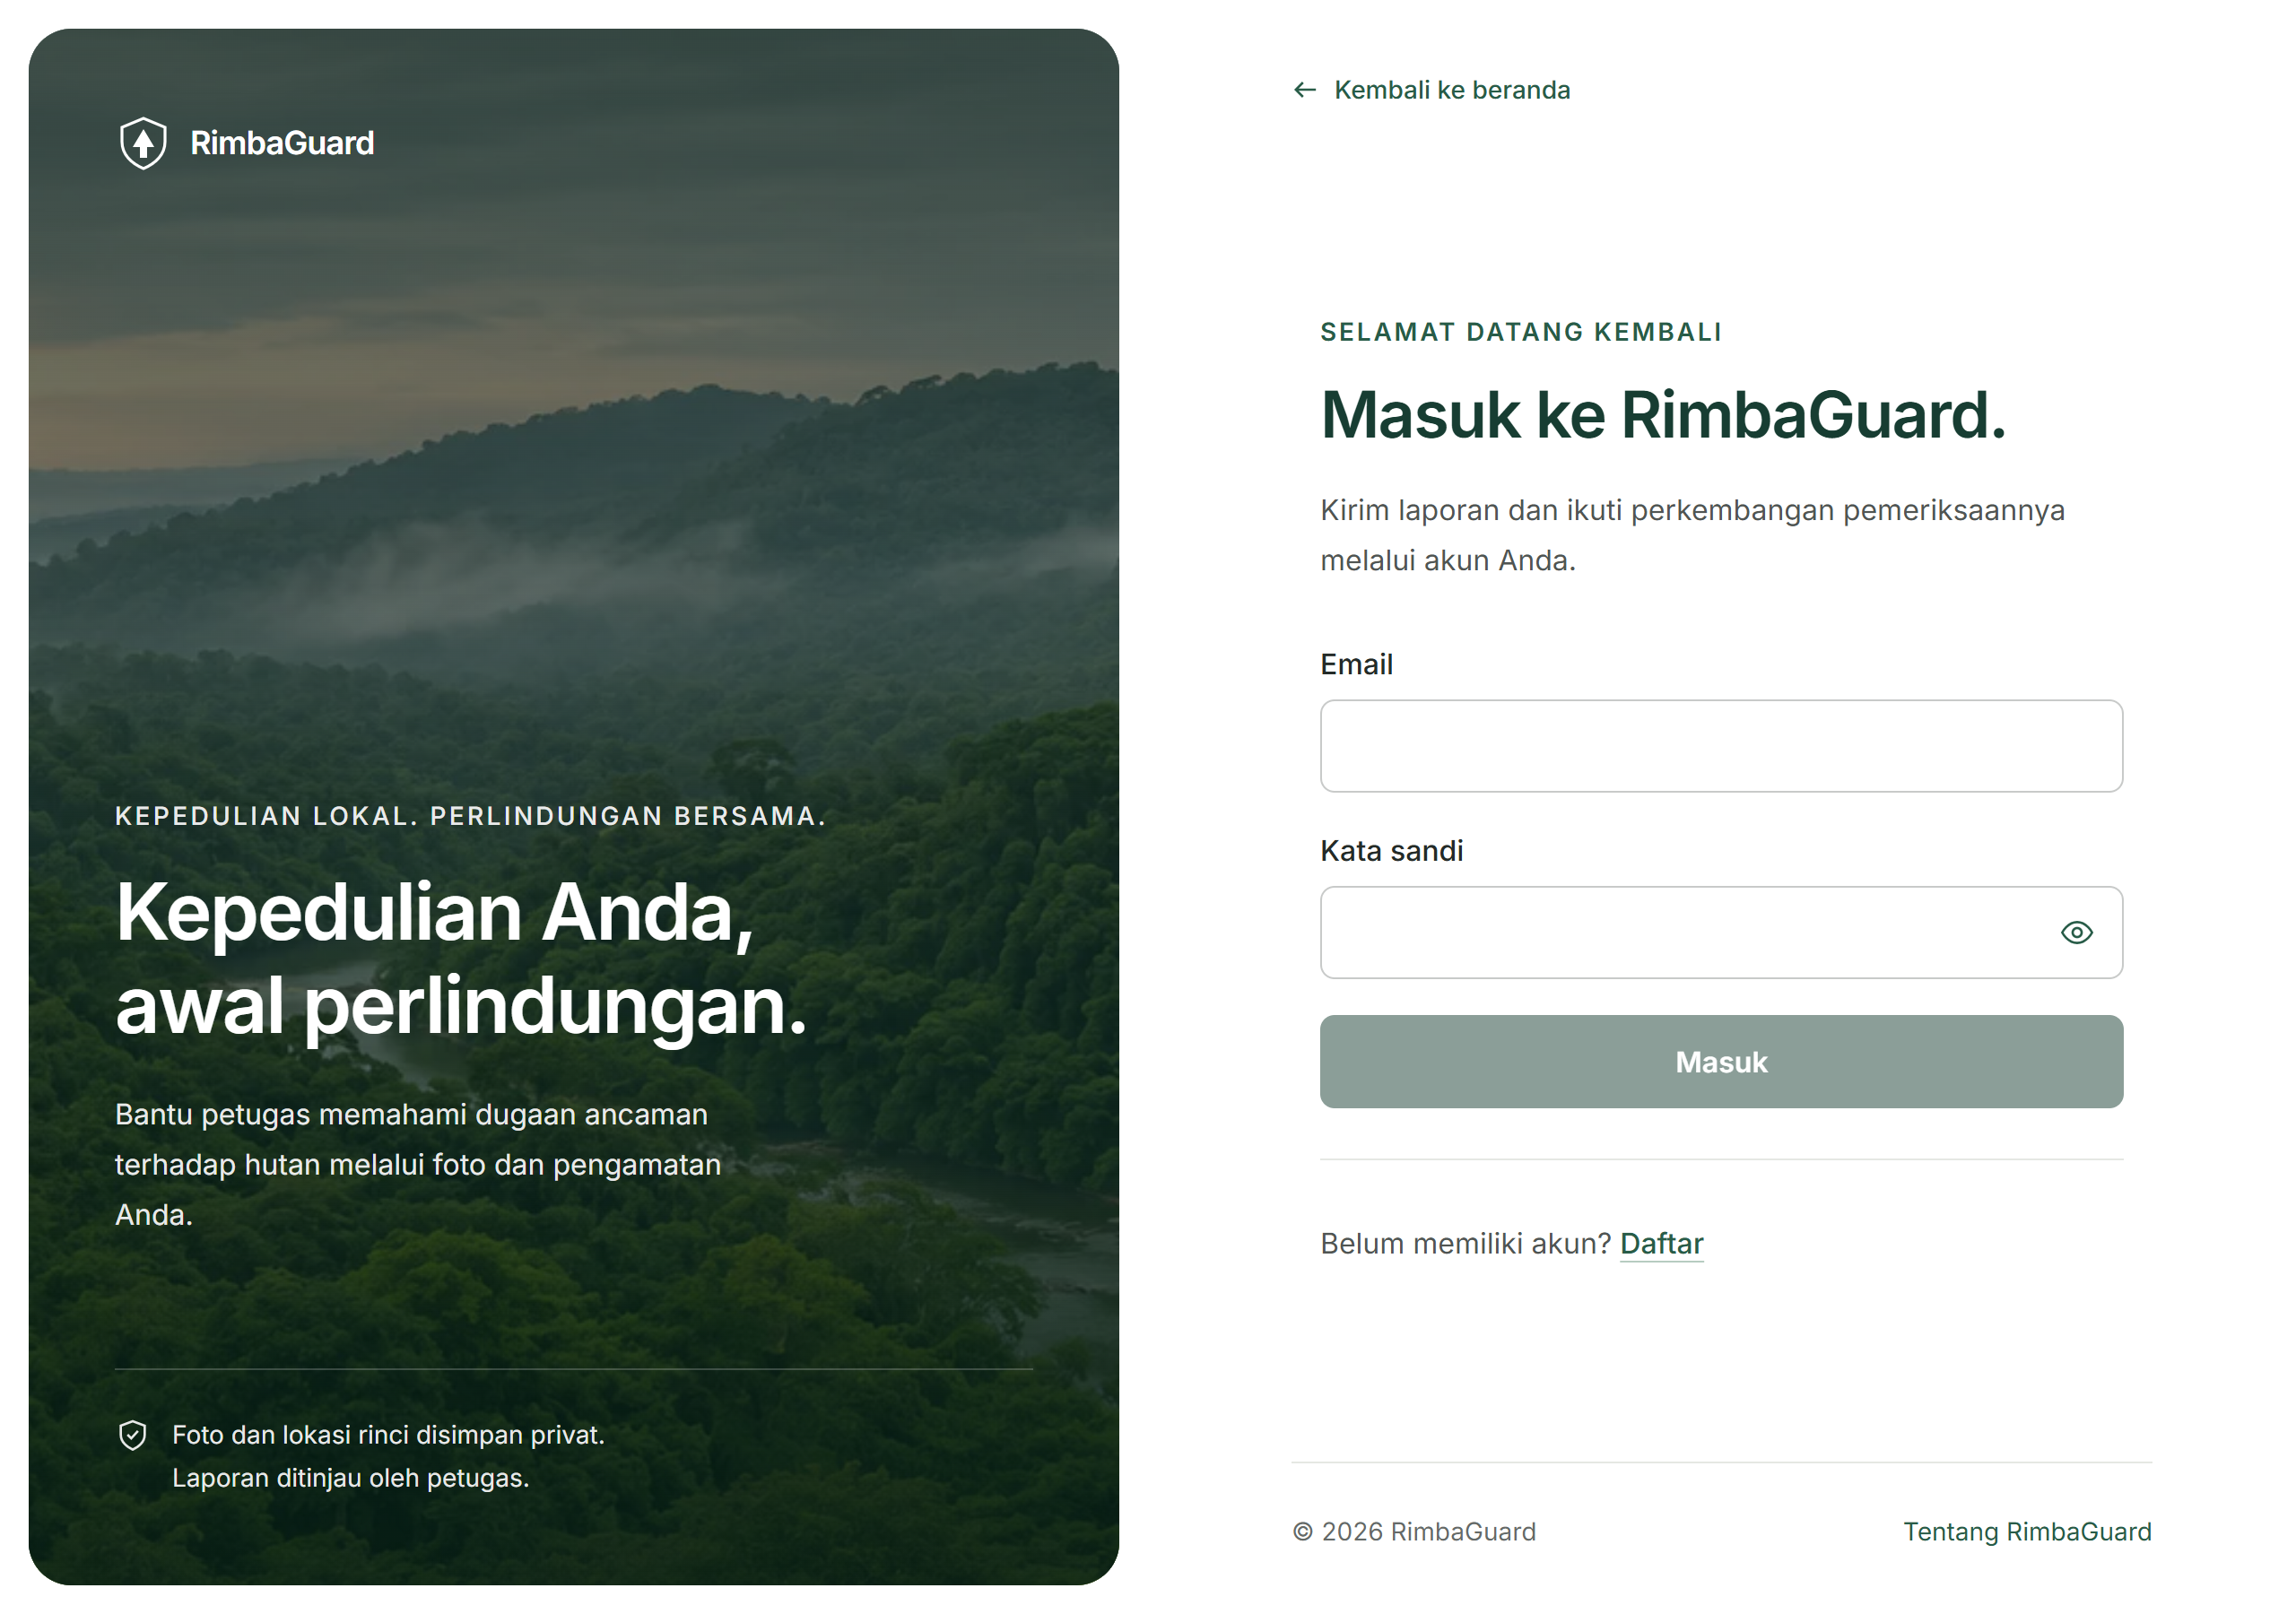 RimbaGuard
KEPEDULIAN LOKAL. PERLINDUNGAN BERSAMA.
Kepedulian Anda,
awal perlindungan.
Bantu petugas memahami dugaan ancaman
terhadap hutan melalui foto dan pengamatan
Anda.
Foto dan lokasi rinci disimpan privat.
Laporan ditinjau oleh petugas.
Kembali ke beranda
SELAMAT DATANG KEMBALI
Masuk ke RimbaGuard.
Kirim laporan dan ikuti perkembangan pemeriksaannya
melalui akun Anda.
Email
Kata sandi
Masuk
Belum memiliki akun? Daftar
© 2026 RimbaGuard
Tentang RimbaGuard